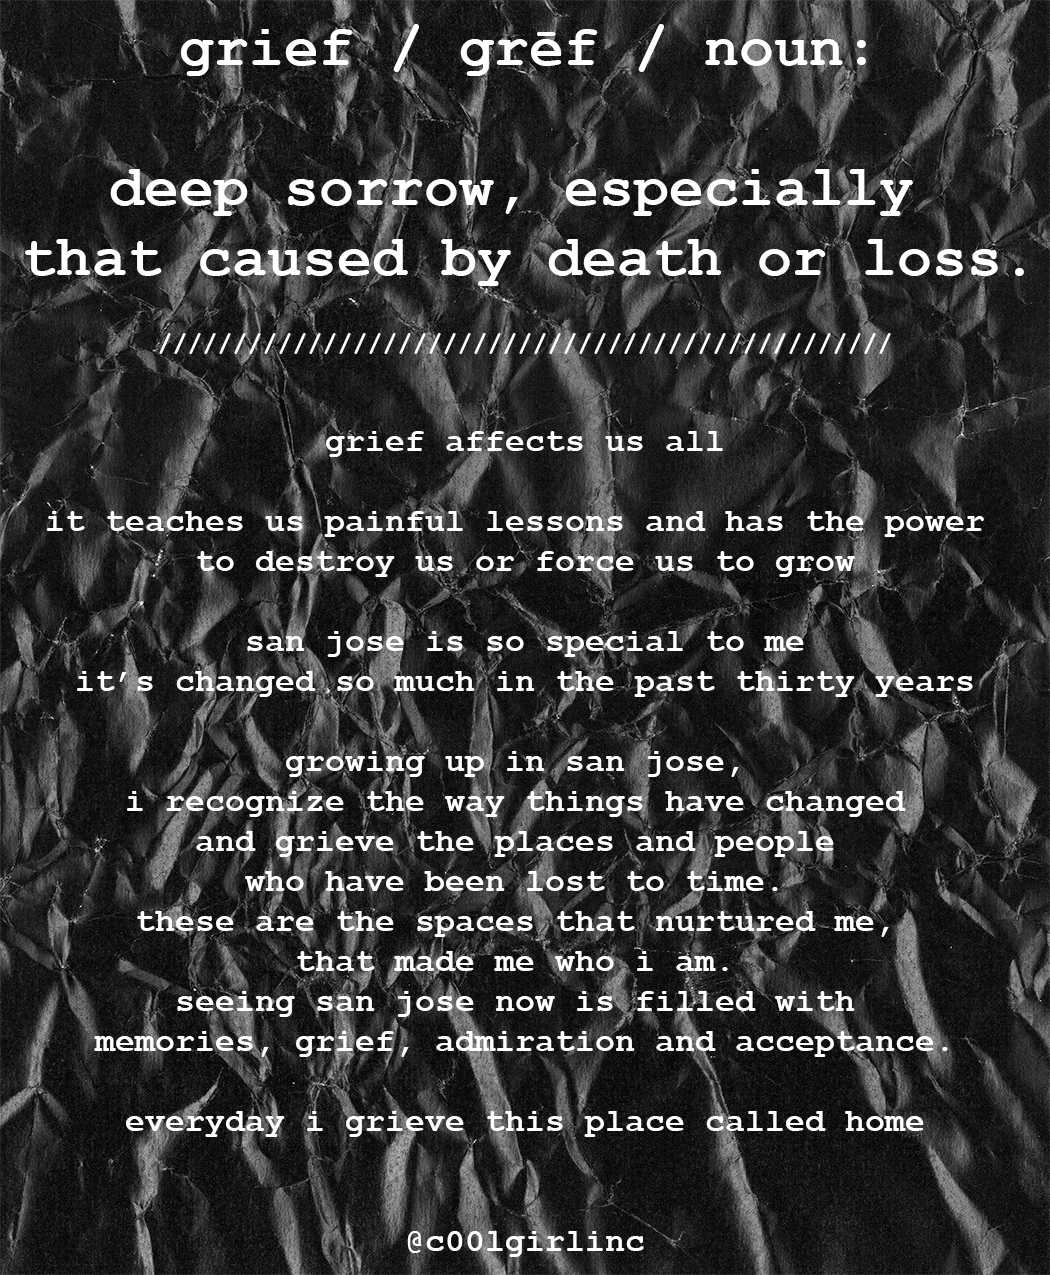 grief / grēf / noun:
deep sorrow, especially
that caused by death or loss.
/////////////////////////////////////////////////
grief affects us all
it teaches us painful lessons and has the power
to destroy us or force us to grow
san jose is so special to me
it’s changed so much in the past thirty years
growing up in san jose,
i recognize the way things have changed
and grieve the places and people
who have been lost to time.
these are the spaces that nurtured me,
that made me who i am.
seeing san jose now is filled with
memories, grief, admiration and acceptance.
everyday i grieve this place called home
@c00lgirlinc